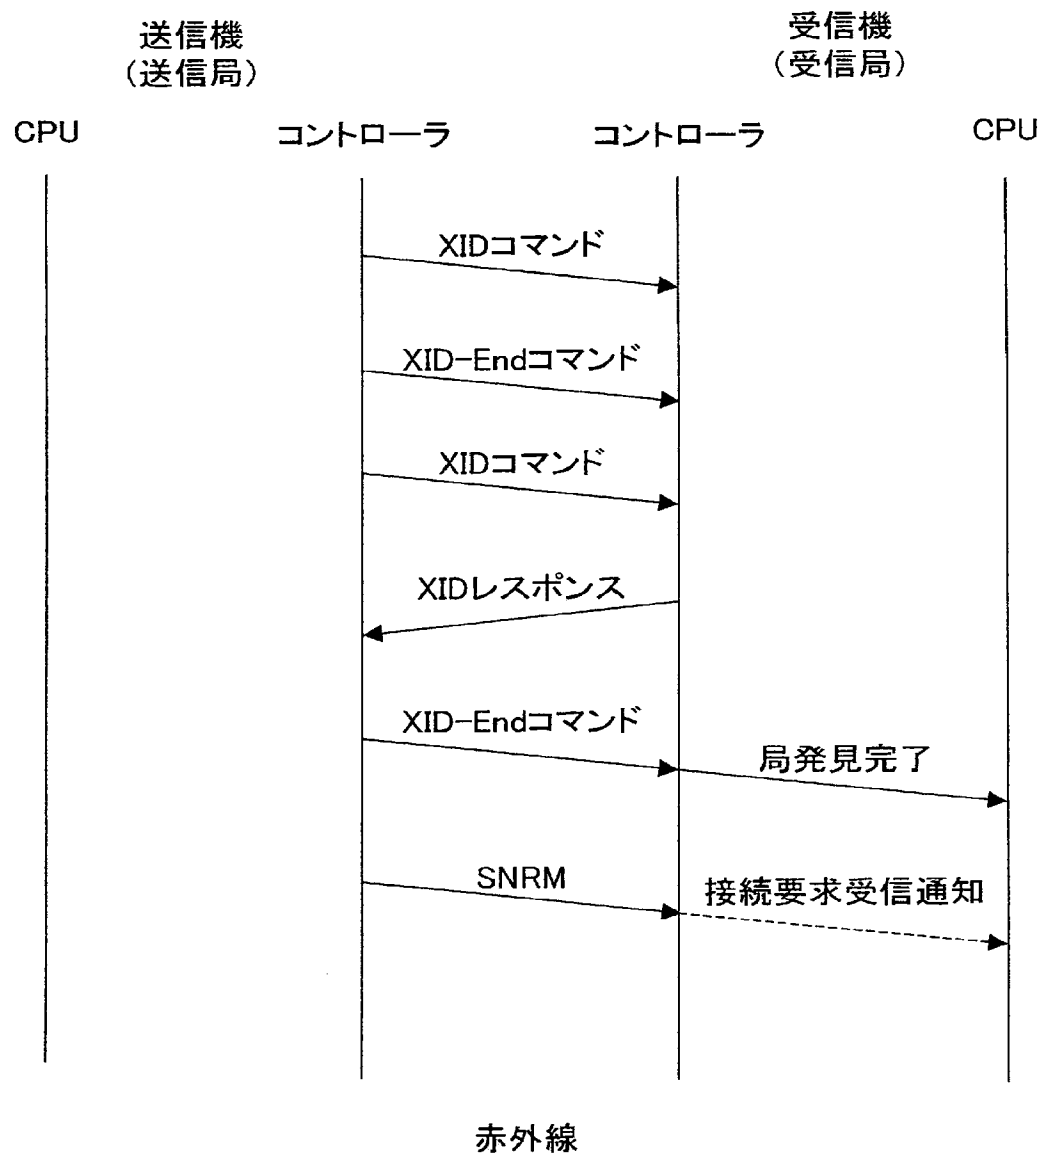 送信機
（送信局）
受信機
（受信局）
CPU
コントローラ
コントローラ
CPU
XIDコマンド
XID-Endコマンド
XIDコマンド
XIDレスポンス
XID-Endコマンド
局発見完了
SNRM
接続要求受信通知
赤外線